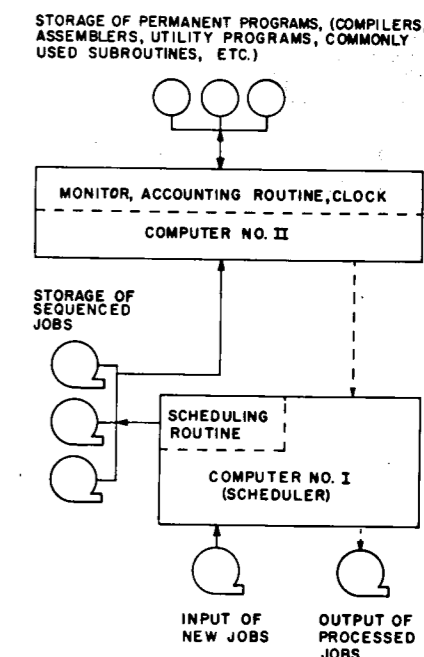 STORAGE OF PERMANENT PROGRAMS, (COMPILERS,
ASSEMBLERS, UTILITY PROGRAMS, COMMONLY
USED SUBROUTINES, ETC.)
MONITOR, ACCOUNTING ROUTINE, CLOCK
COMPUTER NO. II
STORAGE OF
SEQUENCED
JOBS
SCHEDULING
ROUTINE
COMPUTER NO. I
(SCHEDULER)
INPUT OF
NEW JOBS
OUTPUT OF
PROCESSED
JOBS